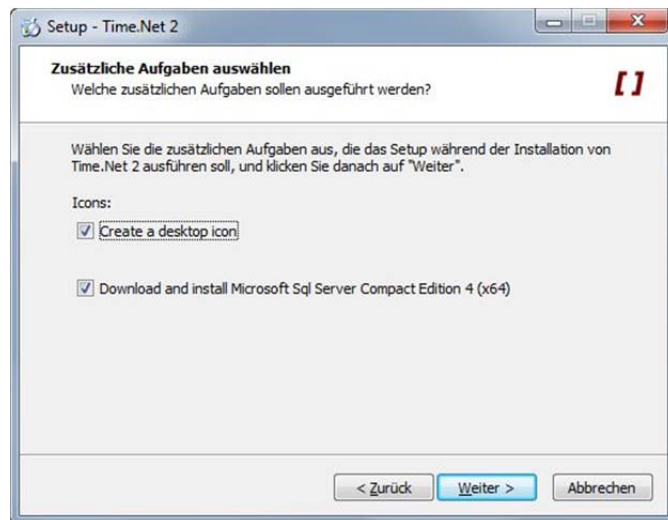 Setup - Time.Net 2
Zusätzliche Aufgaben auswählen
Welche zusätzlichen Aufgaben sollen ausgeführt werden?
[ ]
Wählen Sie die zusätzlichen Aufgaben aus, die das Setup während der Installation von
Time.Net 2 ausführen soll, und klicken Sie danach auf "Weiter".
Icons:
Create a desktop icon
Download and install Microsoft Sql Server Compact Edition 4 (x64)
< Zurück Weiter > Abbrechen